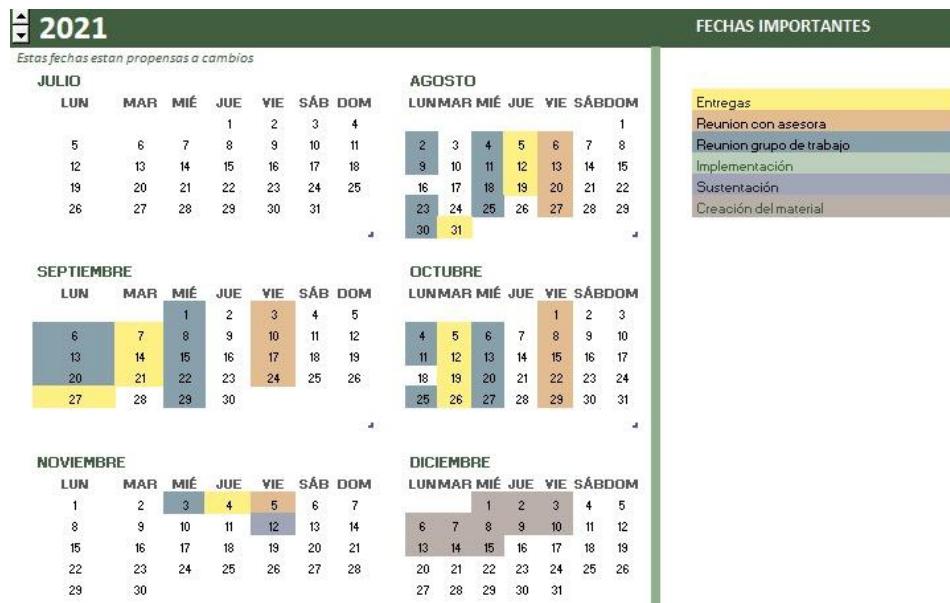 2021
FECHAS IMPORTANTES
Estas fechas estan propensas a cambios
JULIO
LUN MAR MIÉ JUE VIE SÁB DOM
1 2 3 4
5 6 7 8 9 10 11
12 13 14 15 16 17 18
19 20 21 22 23 24 25
26 27 28 29 30 31
AGOSTO
LUN MAR MIÉ JUE VIE SÁB DOM
1
2 3 4 5 6 7 8
9 10 11 12 13 14 15
16 17 18 19 20 21 22
23 24 25 26 27 28 29
30 31
Entregas
Reunion con asesora
Reunion grupo de trabajo
Implementación
Sustentación
Creación del material
SEPTIEMBRE
LUN MAR MIÉ JUE VIE SÁB DOM
1 2 3 4 5
6 7 8 9 10 11 12
13 14 15 16 17 18 19
20 21 22 23 24 25 26
27 28 29 30
OCTUBRE
LUN MAR MIÉ JUE VIE SÁB DOM
1 2 3
4 5 6 7 8 9 10
11 12 13 14 15 16 17
18 19 20 21 22 23 24
25 26 27 28 29 30 31
NOVIEMBRE
LUN MAR MIÉ JUE VIE SÁB DOM
1 2 3 4 5 6 7
8 9 10 11 12 13 14
15 16 17 18 19 20 21
22 23 24 25 26 27 28
29 30
DICIEMBRE
LUN MAR MIÉ JUE VIE SÁB DOM
1 2 3 4 5
6 7 8 9 10 11 12
13 14 15 16 17 18 19
20 21 22 23 24 25 26
27 28 29 30 31